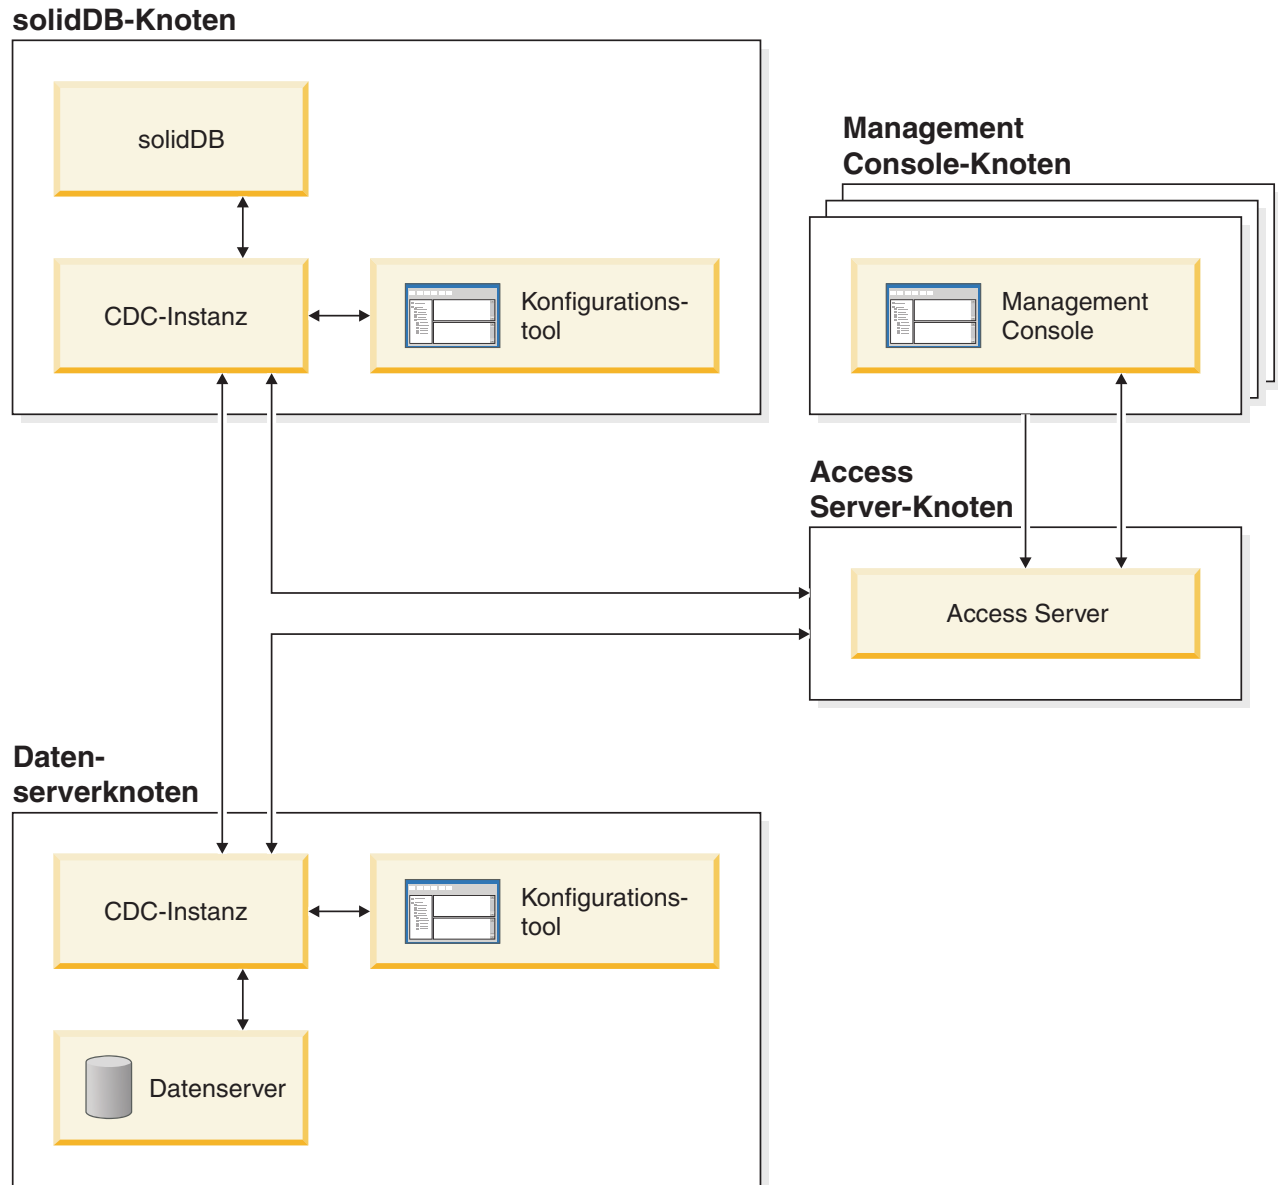 solidDB-Knoten
solidDB
CDC-Instanz
Konfigurations-
tool
Management
Console-Knoten
Management
Console
Access
Server-Knoten
Access Server
Daten-
serverknoten
CDC-Instanz
Konfigurations-
tool
Datenserver